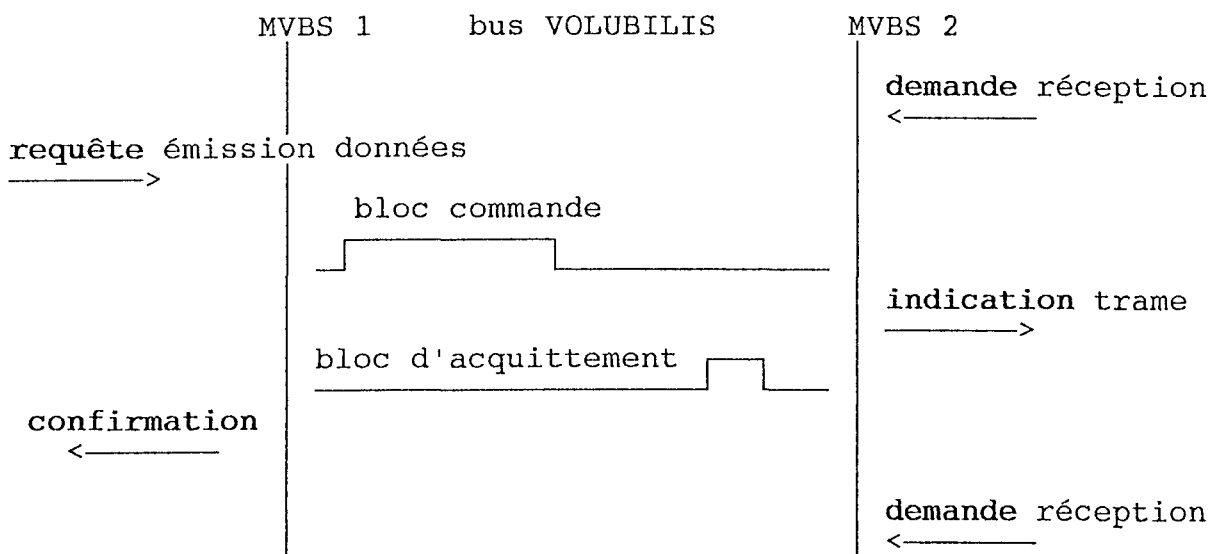 MVBS 1 bus VOLUBILIS MVBS 2
demande réception
requête émission données
bloc commande
indication trame
bloc d'acquittement
confirmation
demande réception